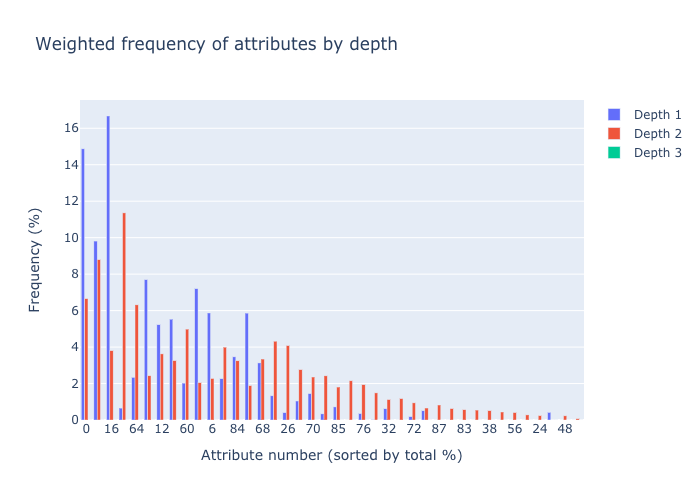 Weighted frequency of attributes by depth
Depth 1
Depth 2
Depth 3
Frequency (%)
16
14
12
10
8
6
4
2
0
0 16 64 12 60 6 84 68 26 70 85 76 32 72 87 83 38 56 24 48
Attribute number (sorted by total %)